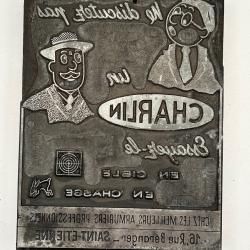 Ne discutez pas
un
CHARLIN
Essayez-le
EN CIBLE
EN CHASSE
CHEZ LES MEILLEURS ARMURIERS PROFESSIONNELS
16, Rue Béranger _ SAINT-ETIENNE